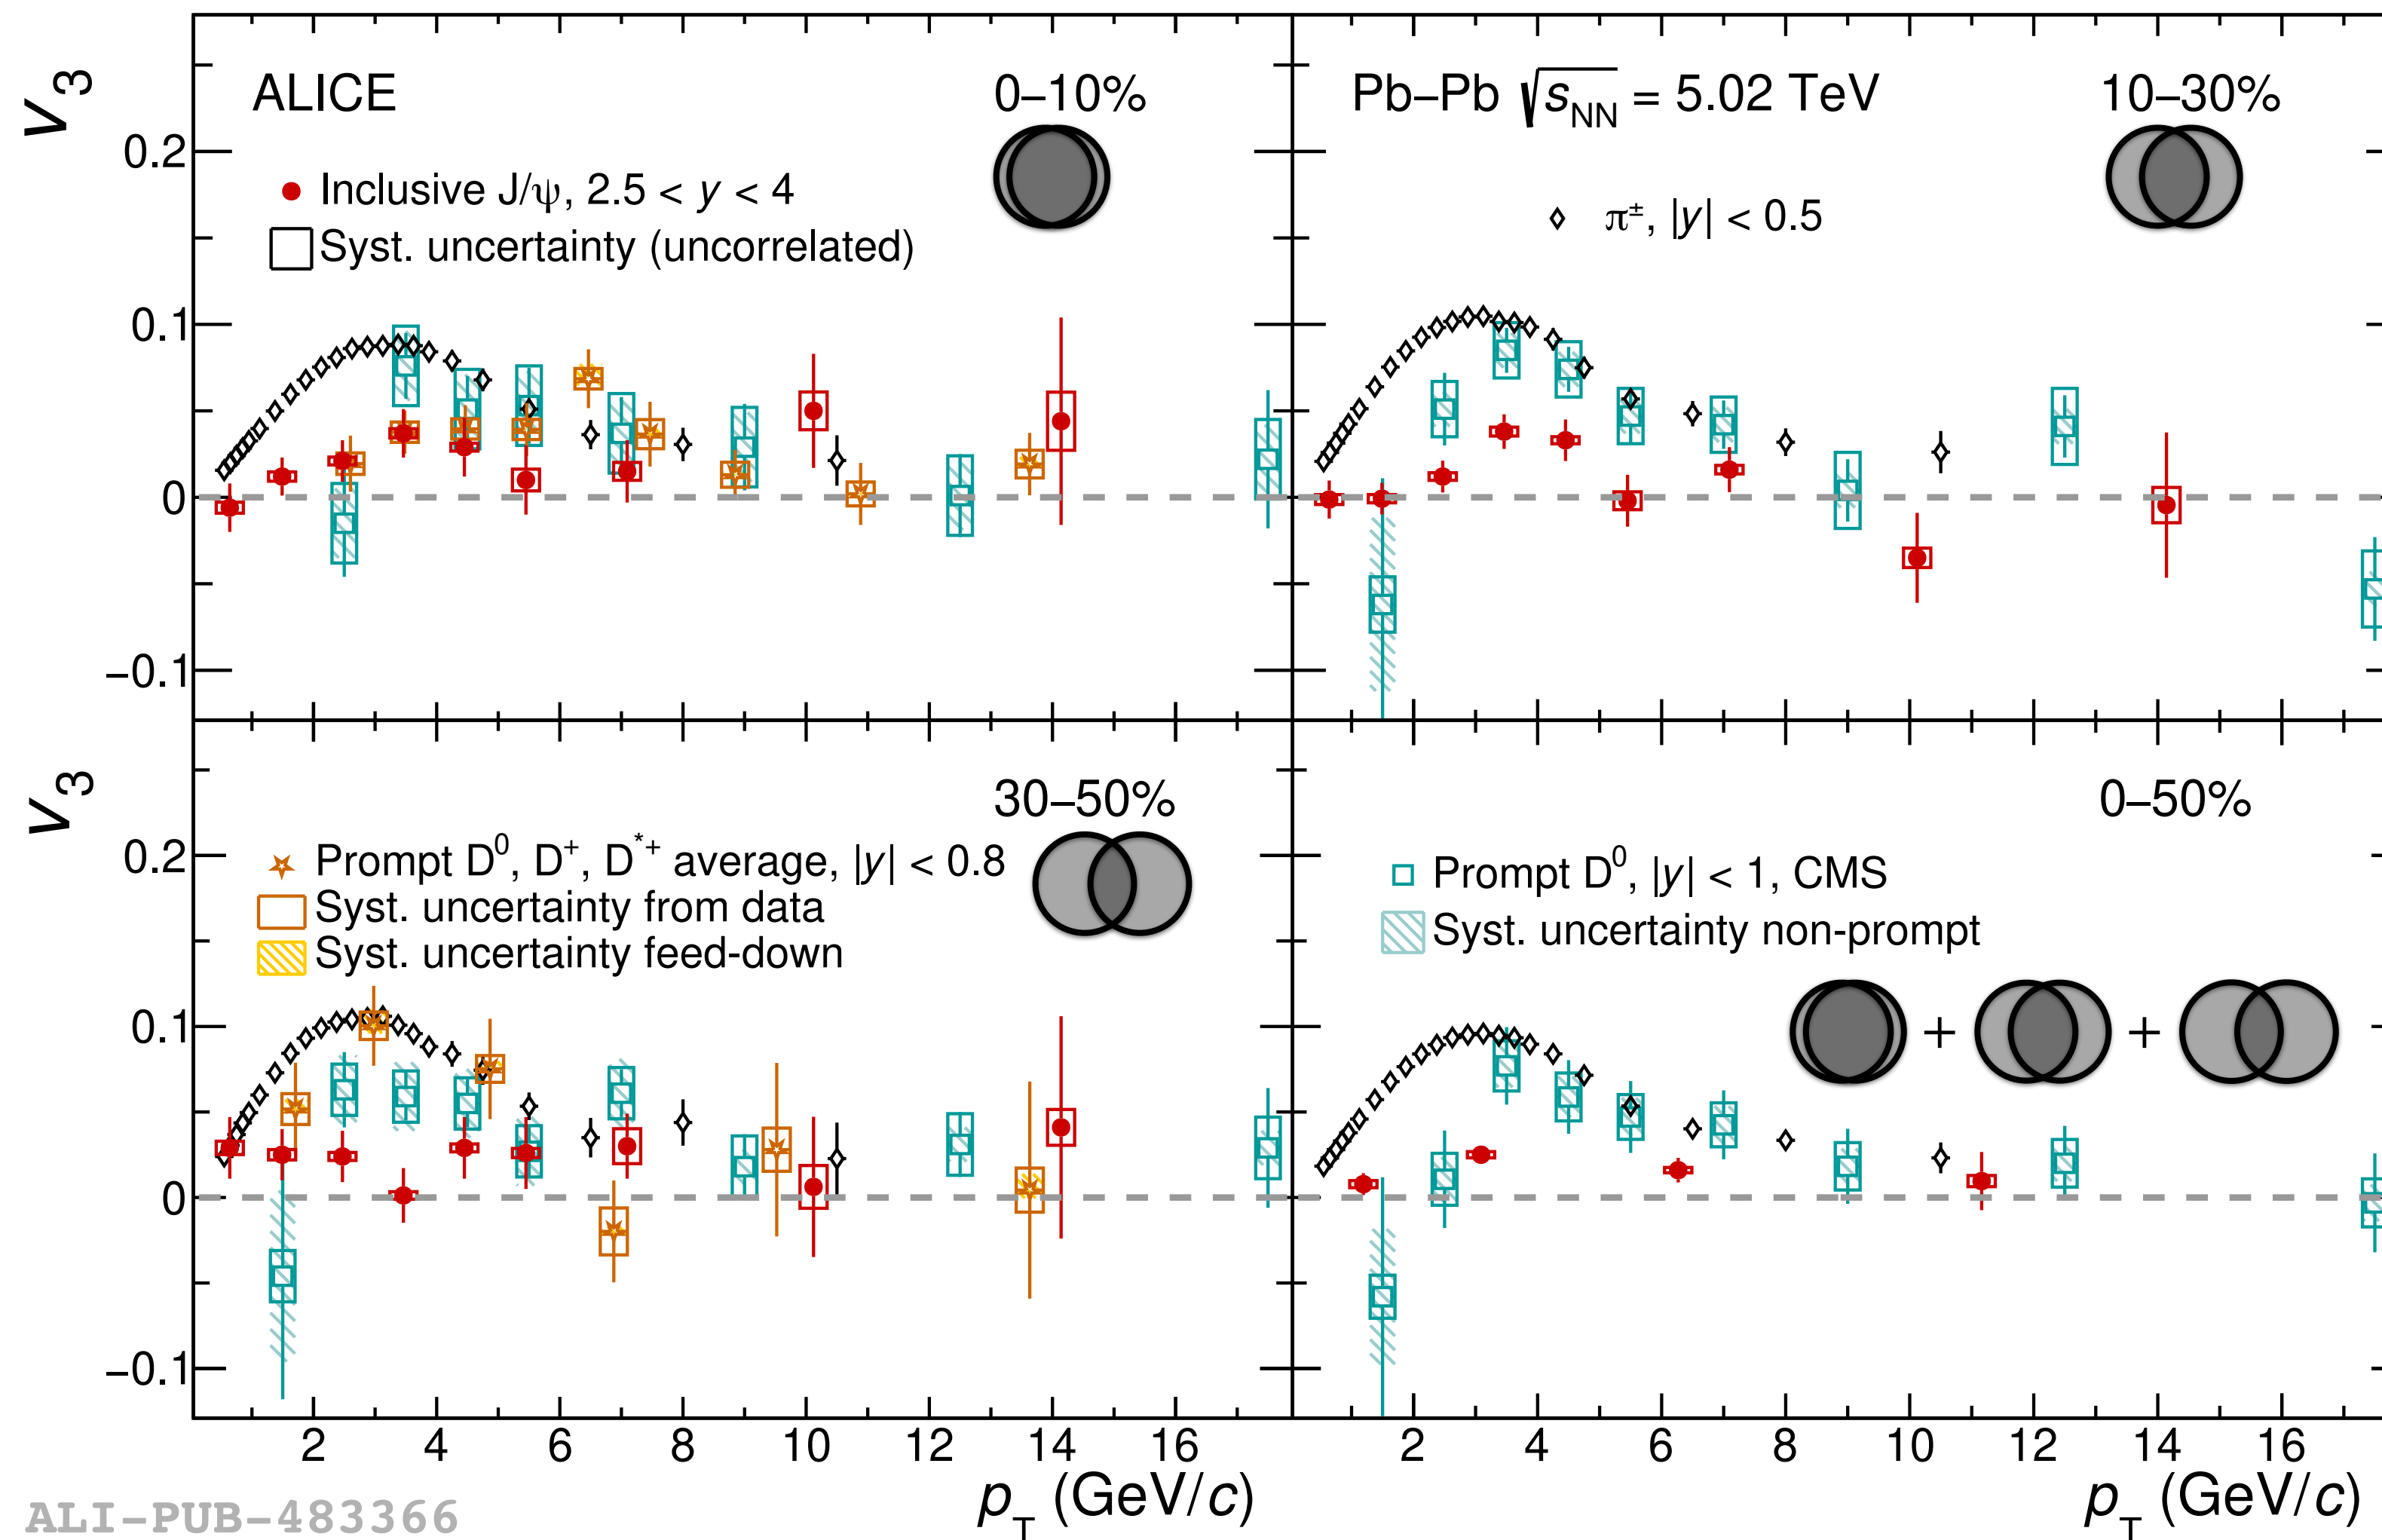 v3
ALICE
0–10%
Inclusive J/ψ, 2.5 < y < 4
Syst. uncertainty (uncorrelated)
0.2
0.1
0
−0.1
Pb–Pb √sNN = 5.02 TeV
10–30%
π±, |y| < 0.5
v3
30–50%
Prompt D0, D+, D*+ average, |y| < 0.8
Syst. uncertainty from data
Syst. uncertainty feed-down
0.2
0.1
0
−0.1
0–50%
Prompt D0, |y| < 1, CMS
Syst. uncertainty non-prompt
+ +
2 4 6 8 10 12 14 16
pT (GeV/c)
2 4 6 8 10 12 14 16
pT (GeV/c)
ALI-PUB-483366